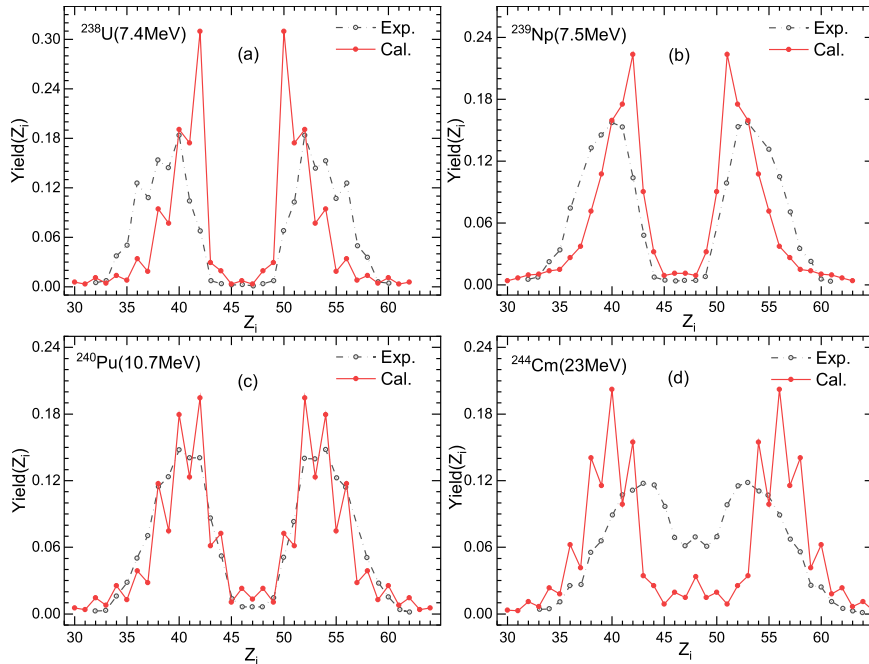 ²³⁸U(7.4MeV)
(a)
Exp.
Cal.
0.30
0.24
0.18
0.12
0.06
0.00
Yield(Zᵢ)
30 35 40 45 50 55 60
Zᵢ
²³⁹Np(7.5MeV)
(b)
Exp.
Cal.
0.24
0.18
0.12
0.06
0.00
Yield(Zᵢ)
30 35 40 45 50 55 60
Zᵢ
²⁴⁰Pu(10.7MeV)
(c)
Exp.
Cal.
0.24
0.18
0.12
0.06
0.00
Yield(Zᵢ)
30 35 40 45 50 55 60
Zᵢ
²⁴⁴Cm(23MeV)
(d)
Exp.
Cal.
0.24
0.18
0.12
0.06
0.00
Yield(Zᵢ)
30 35 40 45 50 55 60
Zᵢ